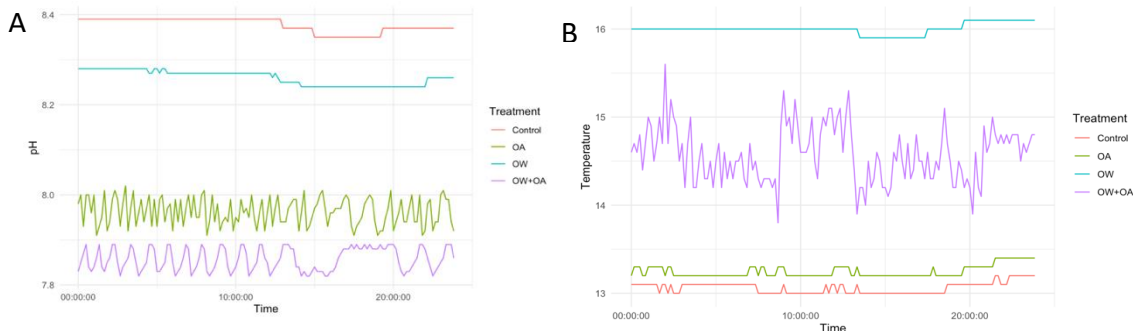 A
8.4
8.2
8.0
7.8
pH
00:00:00
10:00:00
20:00:00
Time
Treatment
Control
OA
OW
OW+OA
B
16
15
14
13
Temperature
00:00:00
10:00:00
20:00:00
Time
Treatment
Control
OA
OW
OW+OA